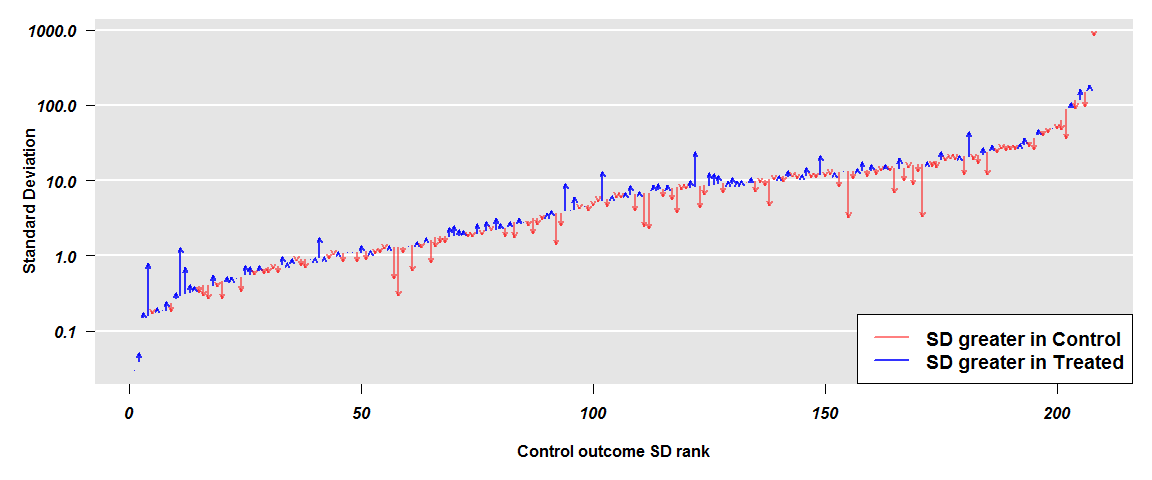 1000.0
100.0
10.0
1.0
0.1
Standard Deviation
SD greater in Control
SD greater in Treated
0 50 100 150 200
Control outcome SD rank